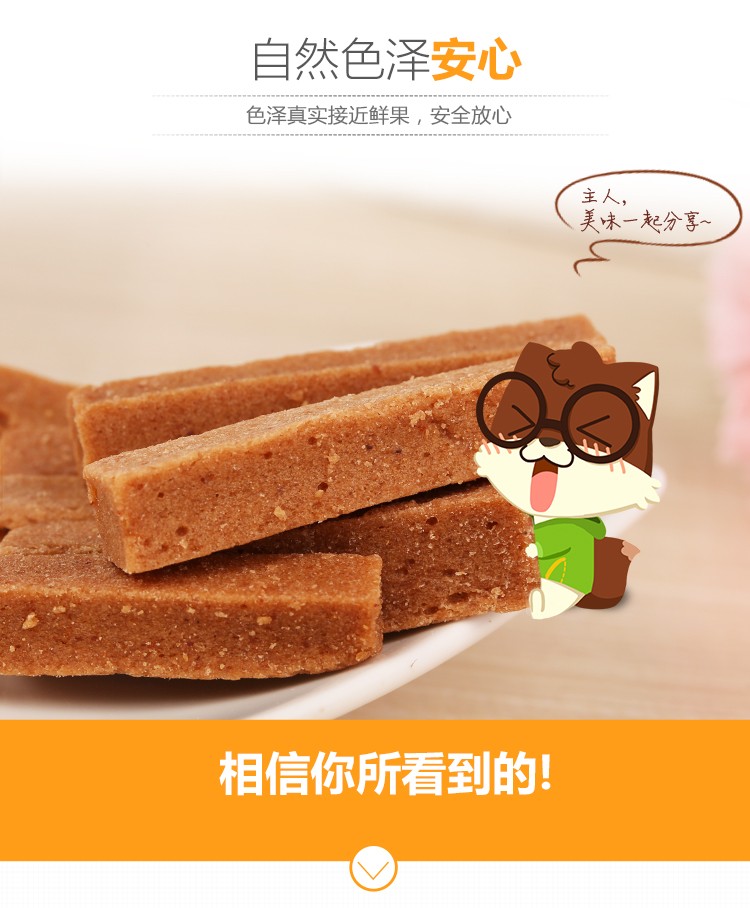 自然色泽安心
色泽真实接近鲜果，安全放心
主人，
美味一起分享~
相信你所看到的!